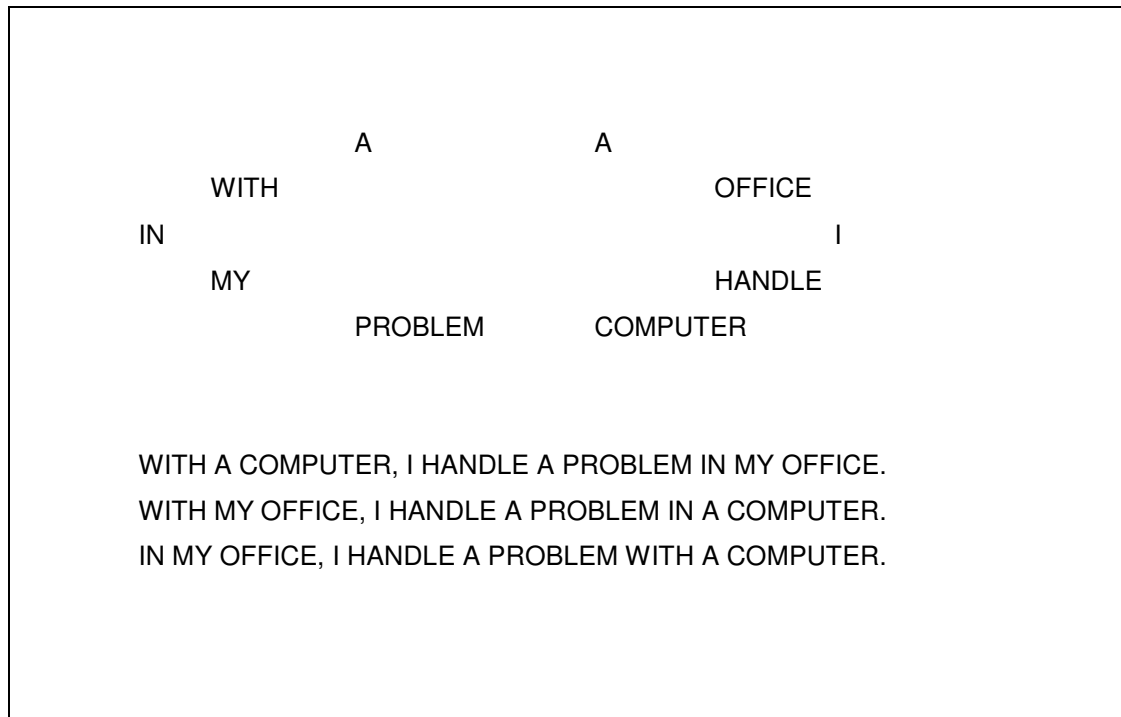 A A
WITH OFFICE
IN I
MY HANDLE
PROBLEM COMPUTER
WITH A COMPUTER, I HANDLE A PROBLEM IN MY OFFICE.
WITH MY OFFICE, I HANDLE A PROBLEM IN A COMPUTER.
IN MY OFFICE, I HANDLE A PROBLEM WITH A COMPUTER.